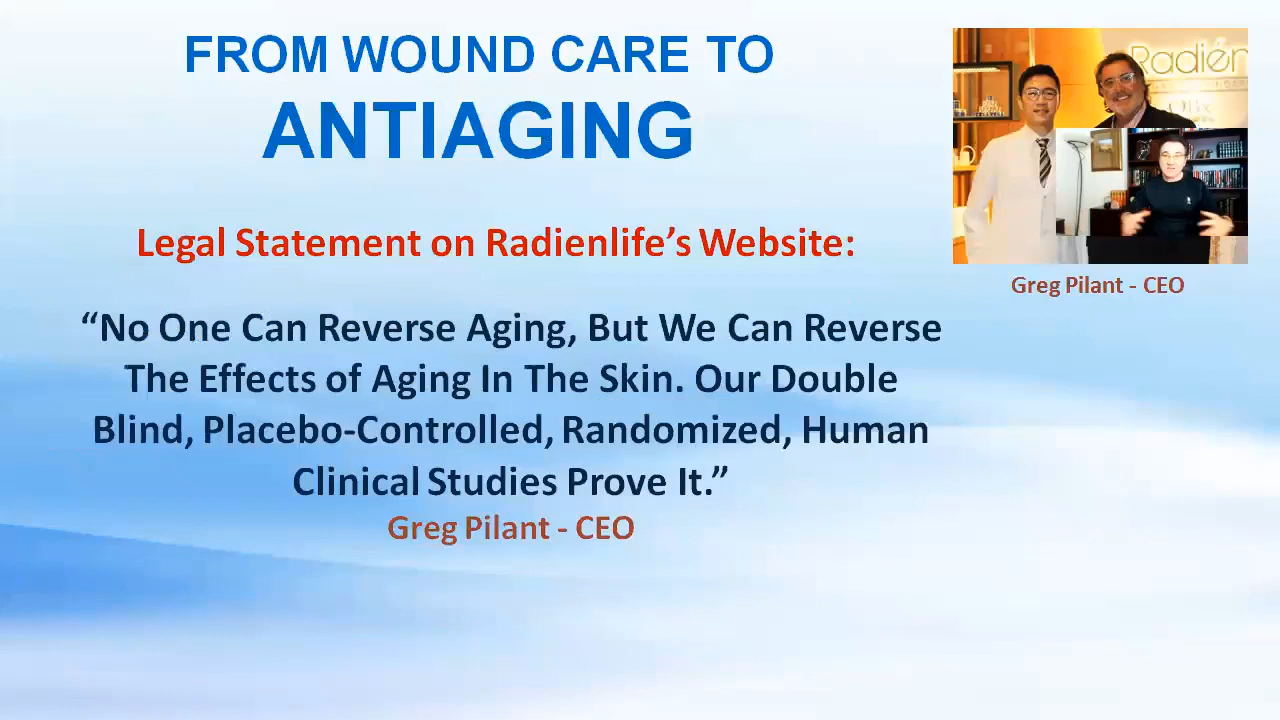 FROM WOUND CARE TO
ANTIAGING
Radién
Legal Statement on Radienlife’s Website:
Greg Pilant - CEO
“No One Can Reverse Aging, But We Can Reverse
The Effects of Aging In The Skin. Our Double
Blind, Placebo-Controlled, Randomized, Human
Clinical Studies Prove It.”
Greg Pilant - CEO